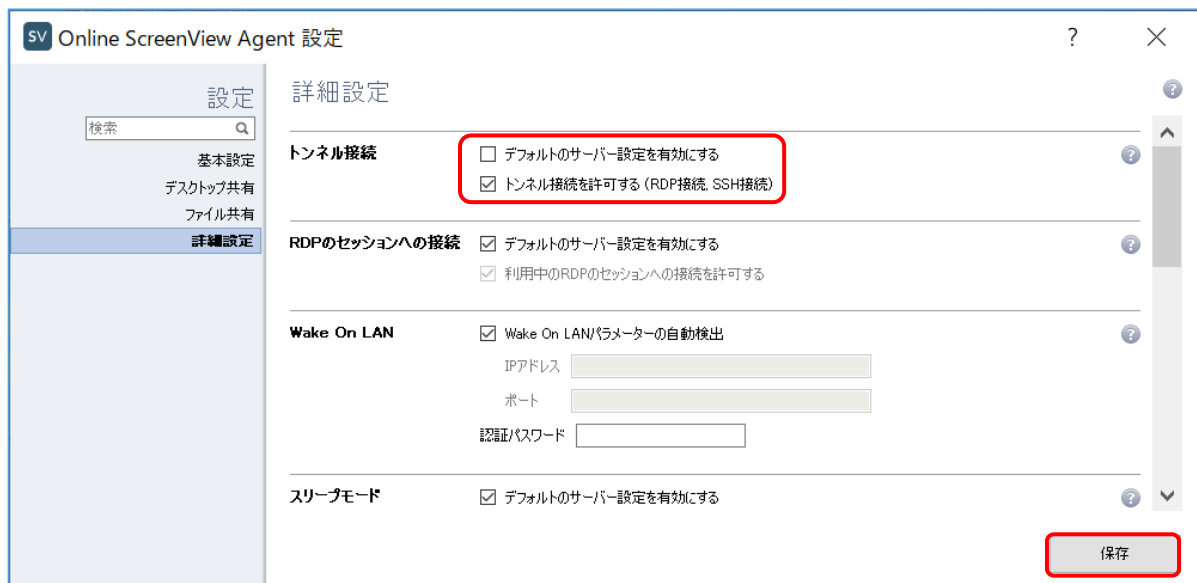 SV Online ScreenView Agent 設定 ?
設定
検索
基本設定
デスクトップ共有
ファイル共有
詳細設定
詳細設定 ?
トンネル接続 デフォルトのサーバー設定を有効にする ?
トンネル接続を許可する (RDP接続, SSH接続)
RDPのセッションへの接続 デフォルトのサーバー設定を有効にする ?
利用中のRDPのセッションへの接続を許可する
Wake On LAN Wake On LANパラメーターの自動検出 ?
IPアドレス
ポート
認証パスワード
スリープモード デフォルトのサーバー設定を有効にする ?
保存